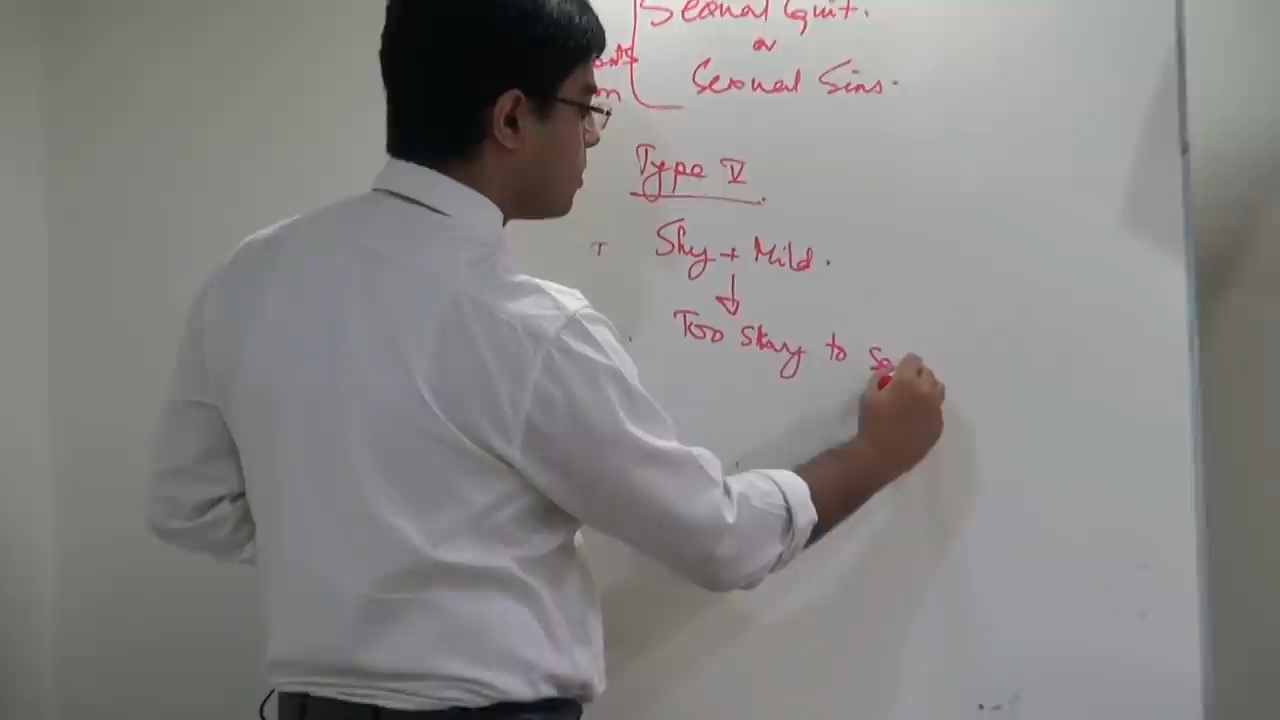 Sexual Guilt.
or
Sexual Sins.
Type V
Shy + Mild.
Too Shy to